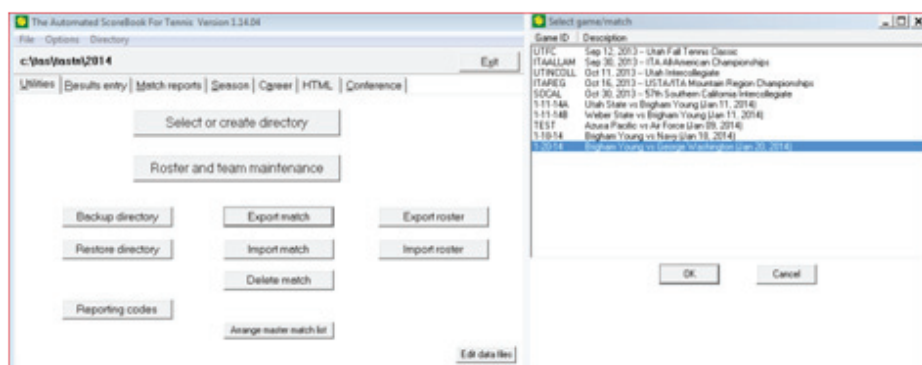 The Automated ScoreBook For Tennis Version 1.14.04
File Options Directory
c:\tas\tastn\2014
Exit
Utilities Results entry Match reports Season Career HTML Conference
Select or create directory
Roster and team maintenance
Backup directory Export match Export roster
Restore directory Import match Import roster
Delete match
Reporting codes
Arrange master match list
Edit data files
Select game/match
Game ID Description
UTFC Sep 12, 2013 - Utah Fall Tennis Classic
ITAALLAM Sep 30, 2013 - ITA All-American Championships
UTINCOLL Oct 11, 2013 - Utah Intercollegiate
ITAREG Oct 16, 2013 - USTA/ITA Mountain Region Championships
SOCAL Oct 30, 2013 - 57th Southern California Intercollegiate
1-11-14A Utah State vs Brigham Young (Jan 11, 2014)
1-11-14B Weber State vs Brigham Young (Jan 11, 2014)
TEST Azusa Pacific vs Air Force (Jan 09, 2014)
1-18-14 Brigham Young vs Navy (Jan 18, 2014)
1-20-14 Brigham Young vs George Washington (Jan 20, 2014)
OK Cancel